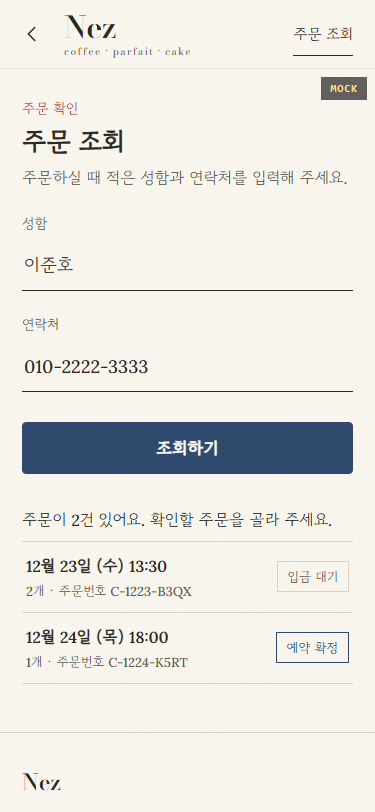 Nez
coffee · parfait · cake
주문 조회
MOCK
주문 확인
주문 조회
주문하실 때 적은 성함과 연락처를 입력해 주세요.
성함
이준호
연락처
010-2222-3333
조회하기
주문이 2건 있어요. 확인할 주문을 골라 주세요.
12월 23일 (수) 13:30
2개 · 주문번호 C-1223-B3QX
입금 대기
12월 24일 (목) 18:00
1개 · 주문번호 C-1224-K5RT
예약 확정
Nez